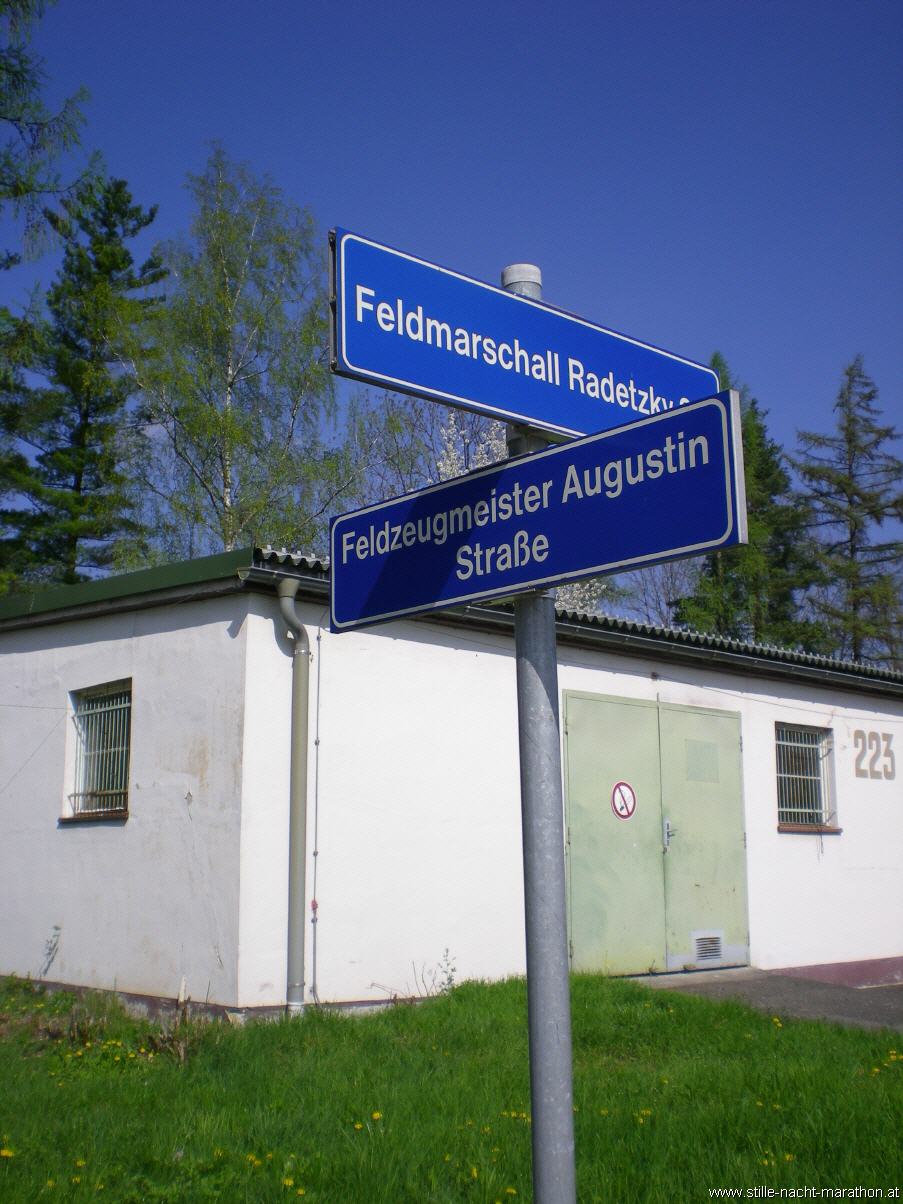 Feldmarschall Radetzky
Feldzeugmeister Augustin
Straße
223
www.stille-nacht-marathon.at